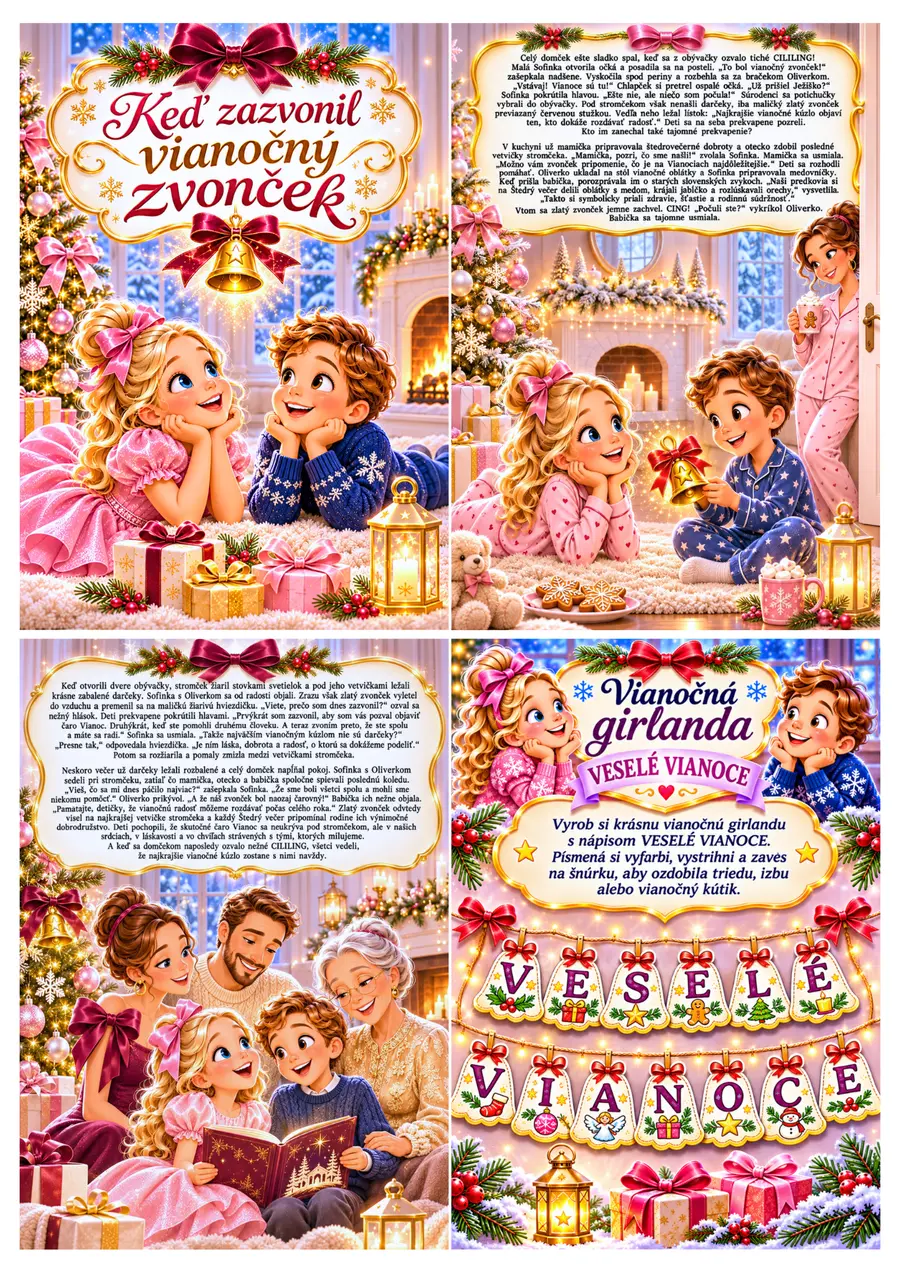 Keď zazvonil
vianočný
zvonček
Celý domček ešte sladko spal, keď sa z obývačky ozvalo tiché CILILING!
Malá Sofinka otvorila očká a posadila sa na posteli. „To bol vianočný zvonček!“
zašepkala nadšene. Vyskočila spod periny a rozbehla sa za bračekom Oliverkom.
„Vstávaj! Vianoce sú tu!“ Chlapček si pretrel ospalé očká. „Už prišiel Ježiško?“
Sofinka pokrútila hlavou. „Ešte nie, ale niečo som počula!“ Súrodenci sa potichučky
vybrali do obývačky. Pod stromčekom však nenašli darčeky, iba maličký zlatý zvonček
previazaný červenou stužkou. Vedľa neho ležal lístok: „Najkrajšie vianočné kúzlo objaví
ten, kto dokáže rozdávať radosť.“ Deti sa na seba prekvapene pozreli.
Kto im zanechal také tajomné prekvapenie?
V kuchyni už mamička pripravovala štedrovečerné dobroty a otecko zdobil posledné
vetvičky stromčeka. „Mamička, pozri, čo sme našli!“ zvolala Sofinka. Mamička sa usmiala.
„Možno vám zvonček pripomenie, čo je na Vianociach najdôležitejšie.“ Deti sa rozhodli
pomáhať. Oliverko ukladal na stôl vianočné oblátky a Sofinka pripravovala medovníčky.
Keď prišla babička, porozprávala im o starých slovenských zvykoch. „Naši predkovia si
na Štedrý večer delili oblátky s medom, krájali jabĺčko a rozlúskavali orechy,“ vysvetlila.
„Takto si symbolicky priali zdravie, šťastie a rodinnú súdržnosť.“
Vtom sa zlatý zvonček jemne zachvel. CING! „Počuli ste?“ vykríkol Oliverko.
Babička sa tajomne usmiala.
Keď otvorili dvere obývačky, stromček žiaril stovkami svetielok a pod jeho vetvičkami ležali
krásne zabalené darčeky. Sofinka s Oliverkom sa od radosti objali. Zrazu však zlatý zvonček vyletel
do vzduchu a premenil sa na maličkú žiarivú hviezdičku. „Viete, prečo som dnes zazvonil?“ ozval sa
nežný hlások. Deti prekvapene pokrútili hlavami. „Prvýkrát som zazvonil, aby som vás pozval objaviť
čaro Vianoc. Druhýkrát, keď ste pomohli druhému človeku. A teraz zvoním preto, že ste spolu
a máte sa radi.“ Sofinka sa usmiala. „Takže najväčším vianočným kúzlom nie sú darčeky?“
„Presne tak,“ odpovedala hviezdička. „Je ním láska, dobrota a radosť, o ktorú sa dokážeme podeliť.“
Potom sa rozžiarila a pomaly zmizla medzi vetvičkami stromčeka.
Neskoro večer už darčeky ležali rozbalené a celý domček napĺňal pokoj. Sofinka s Oliverkom
sedeli pri stromčeku, zatiaľ čo mamička, otecko a babička spoločne spievali poslednú koledu.
„Vieš, čo sa mi dnes páčilo najviac?“ zašepkala Sofinka. „Že sme boli všetci spolu a mohli sme
niekomu pomôcť.“ Oliverko prikývol. „A že náš zvonček bol naozaj čarovný!“ Babička ich nežne objala.
„Pamätajte, detičky, že vianočnú radosť môžeme rozdávať počas celého roka.“ Zlatý zvonček odvtedy
visel na najkrajšej vetvičke stromčeka a každý Štedrý večer pripomínal rodine ich výnimočné
dobrodružstvo. Deti pochopili, že skutočné čaro Vianoc sa neukrýva pod stromčekom, ale v našich
srdciach, v láskavosti a vo chvíľach strávených s tými, ktorých milujeme.
A keď sa domčekom naposledy ozvalo nežné CILILING, všetci vedeli,
že najkrajšie vianočné kúzlo zostane s nimi navždy.
Vianočná
girlanda
VESELÉ VIANOCE
Vyrob si krásnu vianočnú girlandu
s nápisom VESELÉ VIANOCE.
Písmená si vyfarbi, vystrihni a zaves
na šnúrku, aby ozdobila triedu, izbu
alebo vianočný kútik.
VESELÉ
VIANOCE